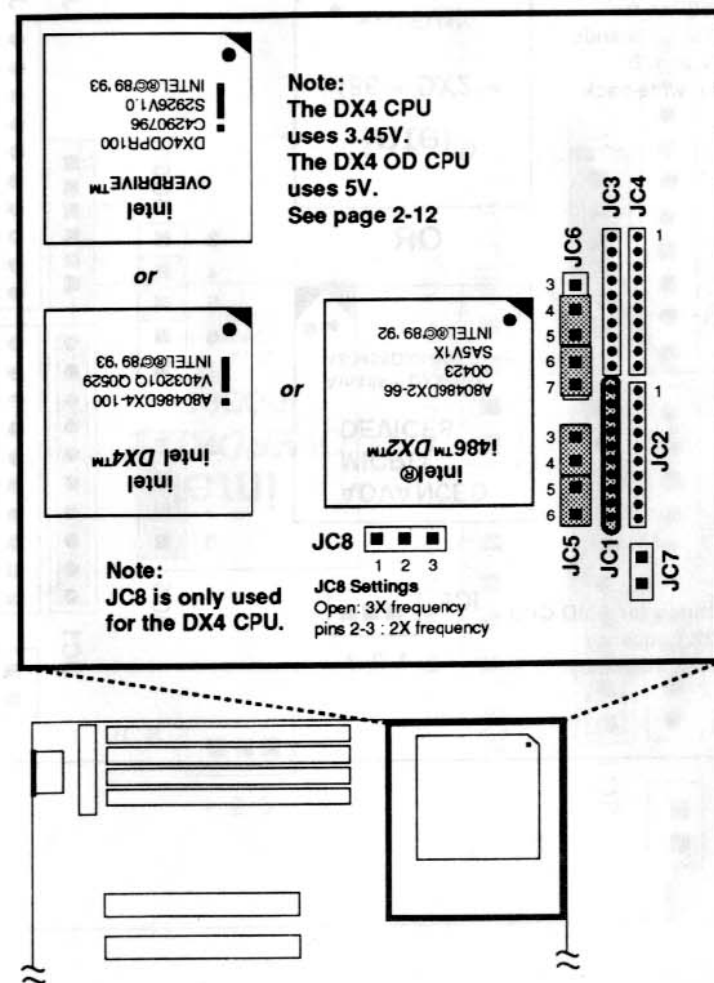 INTEL®©'89 '93
S2926V1.0
C4290796
DX4ODPR100
OVERDRIVE™
intel
Note:
The DX4 CPU
uses 3.45V.
The DX4 OD CPU
uses 5V.
See page 2-12
or
INTEL®©'89 '93
V403201Q Q0529
A80486DX4-100
intel DX4™
intel
or
INTEL®©'89 '92
SA5V1X
Q0423
A80486DX2-66
i486™DX2™
intel®
JC6
JC3
JC4
3
4
5
6
7
1
3
4
5
6
1
JC2
JC5
JC1
JC7
JC8
1 2 3
JC8 Settings
Open: 3X frequency
pins 2-3 : 2X frequency
Note:
JC8 is only used
for the DX4 CPU.